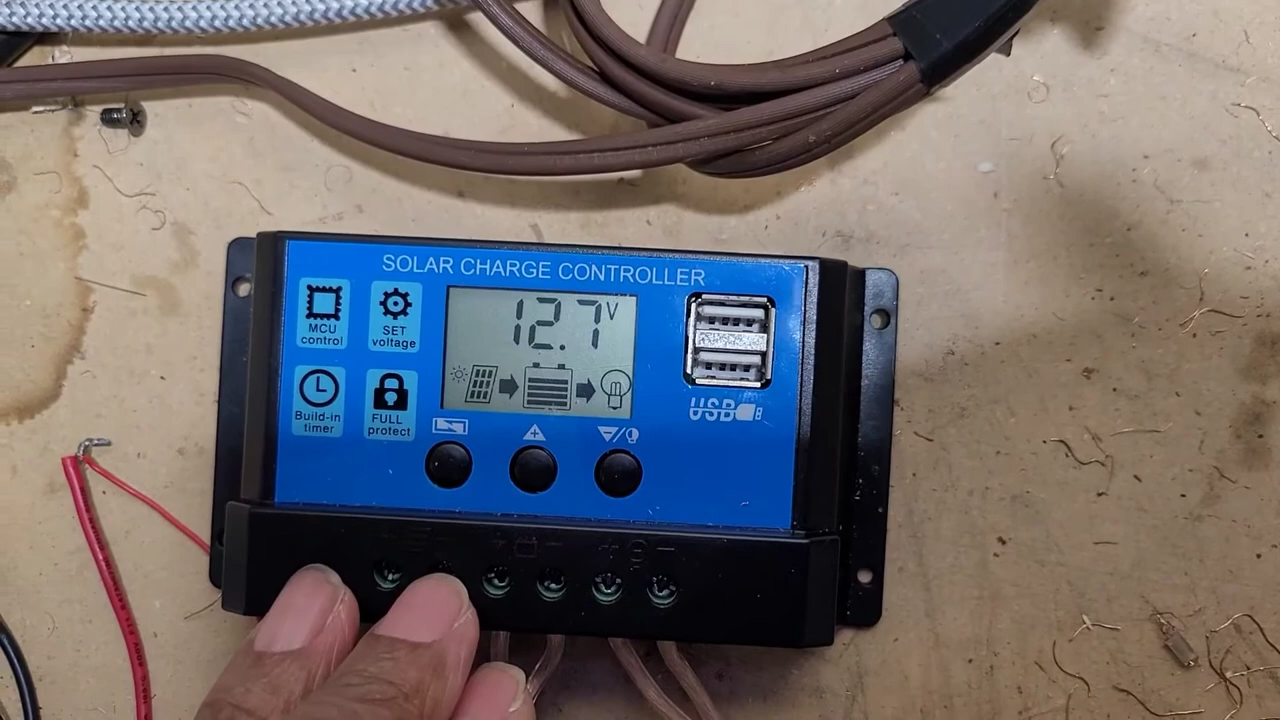 SOLAR CHARGE CONTROLLER
12.7V
MCU
control
SET
voltage
Build-in
timer
FULL
protect
USB